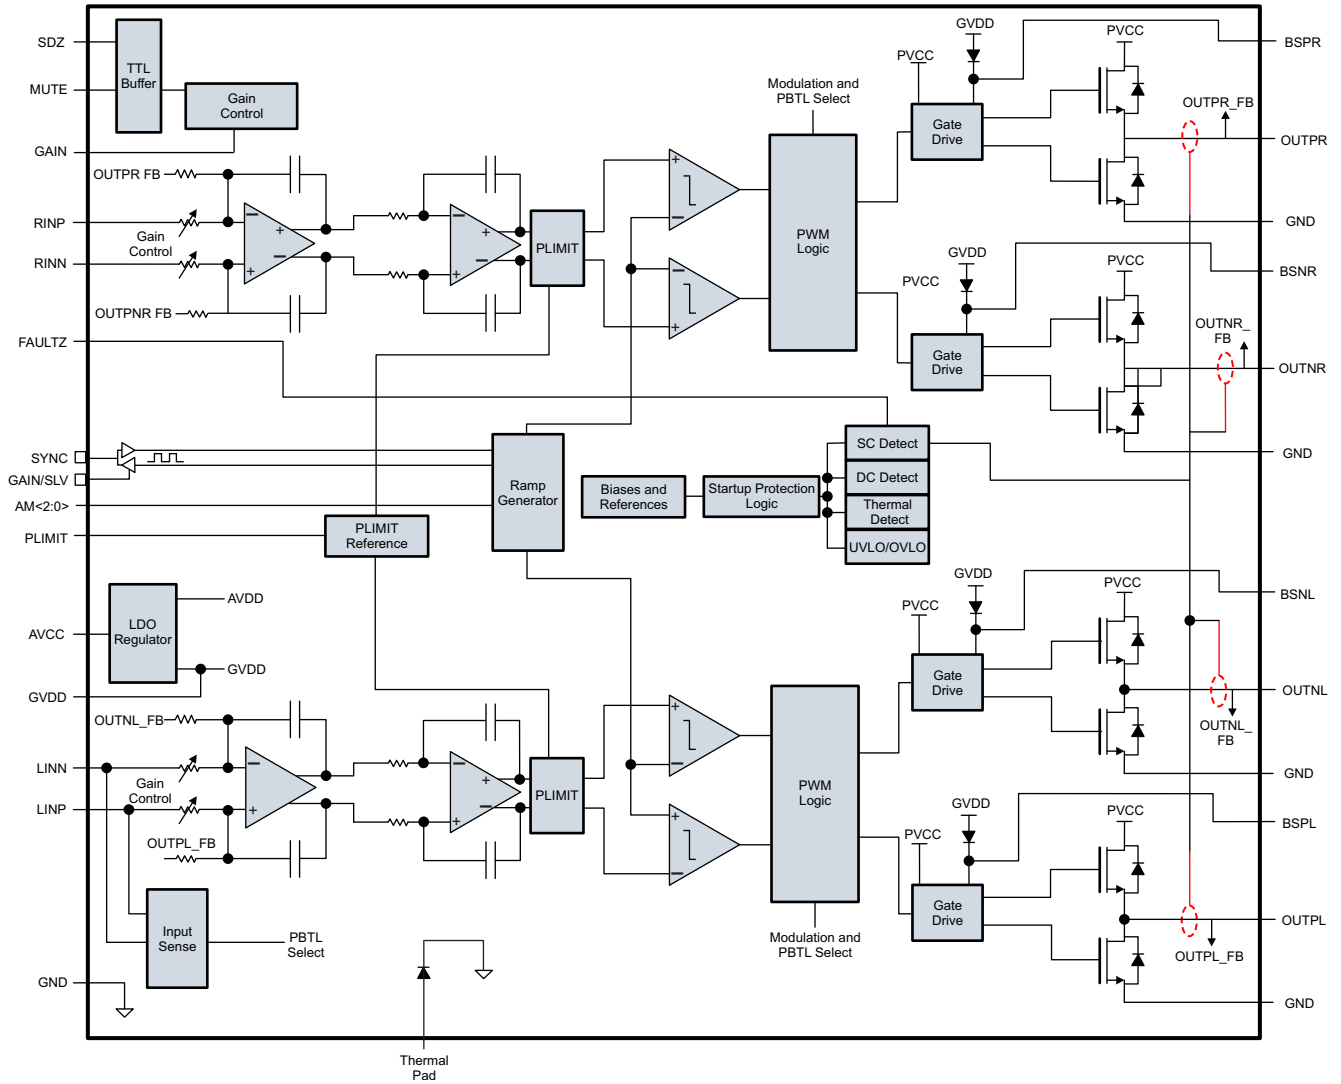 SDZ
MUTE
GAIN
TTL
Buffer
Gain
Control
OUTPR FB
RINP
Gain
Control
RINN
OUTPNR FB
FAULTZ
−
+
+
−
−
+
+
−
PLIMIT
+
−
−
+
Modulation and
PBTL Select
PWM
Logic
GVDD
PVCC
Gate
Drive
PVCC
BSPR
OUTPR_FB
OUTPR
GND
GVDD
PVCC
Gate
Drive
PVCC
BSNR
OUTNR_
FB
OUTNR
GND
SYNC
GAIN/SLV
AM<2:0>
PLIMIT
PLIMIT
Reference
Ramp
Generator
Biases and
References
Startup Protection
Logic
SC Detect
DC Detect
Thermal
Detect
UVLO/OVLO
AVCC
LDO
Regulator
AVDD
GVDD
GVDD
OUTNL_FB
LINN
Gain
Control
LINP
OUTPL_FB
−
+
−
+
+
−
PLIMIT
+
−
+
−
PWM
Logic
Modulation and
PBTL Select
GVDD
PVCC
Gate
Drive
PVCC
BSNL
OUTNL
OUTNL_
FB
GND
GVDD
PVCC
Gate
Drive
PVCC
BSPL
OUTPL
OUTPL_FB
GND
Input
Sense
PBTL
Select
GND
Thermal
Pad